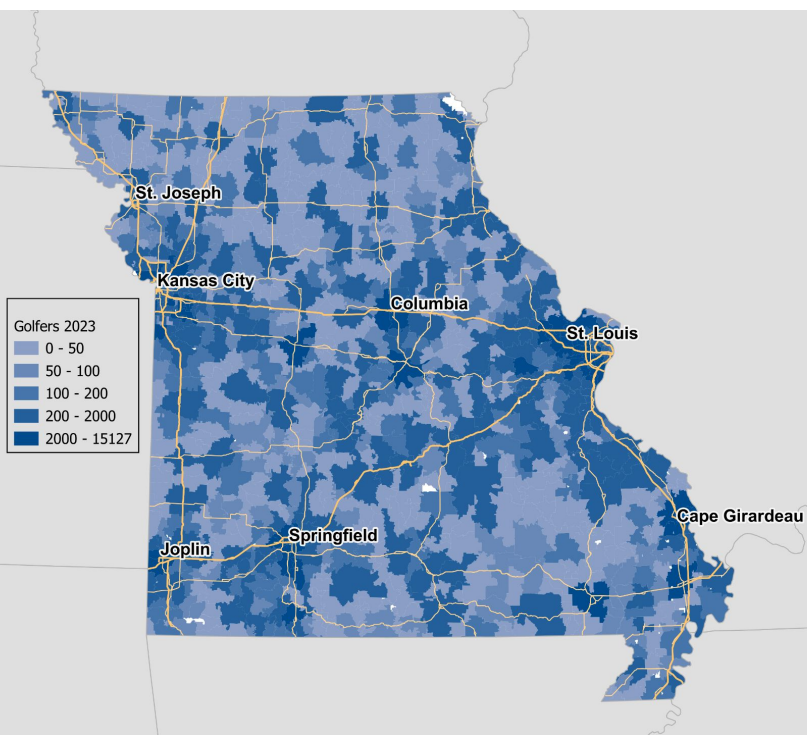 St. Joseph
Kansas City
Columbia
St. Louis
Golfers 2023
0 - 50
50 - 100
100 - 200
200 - 2000
2000 - 15127
Cape Girardeau
Springfield
Joplin